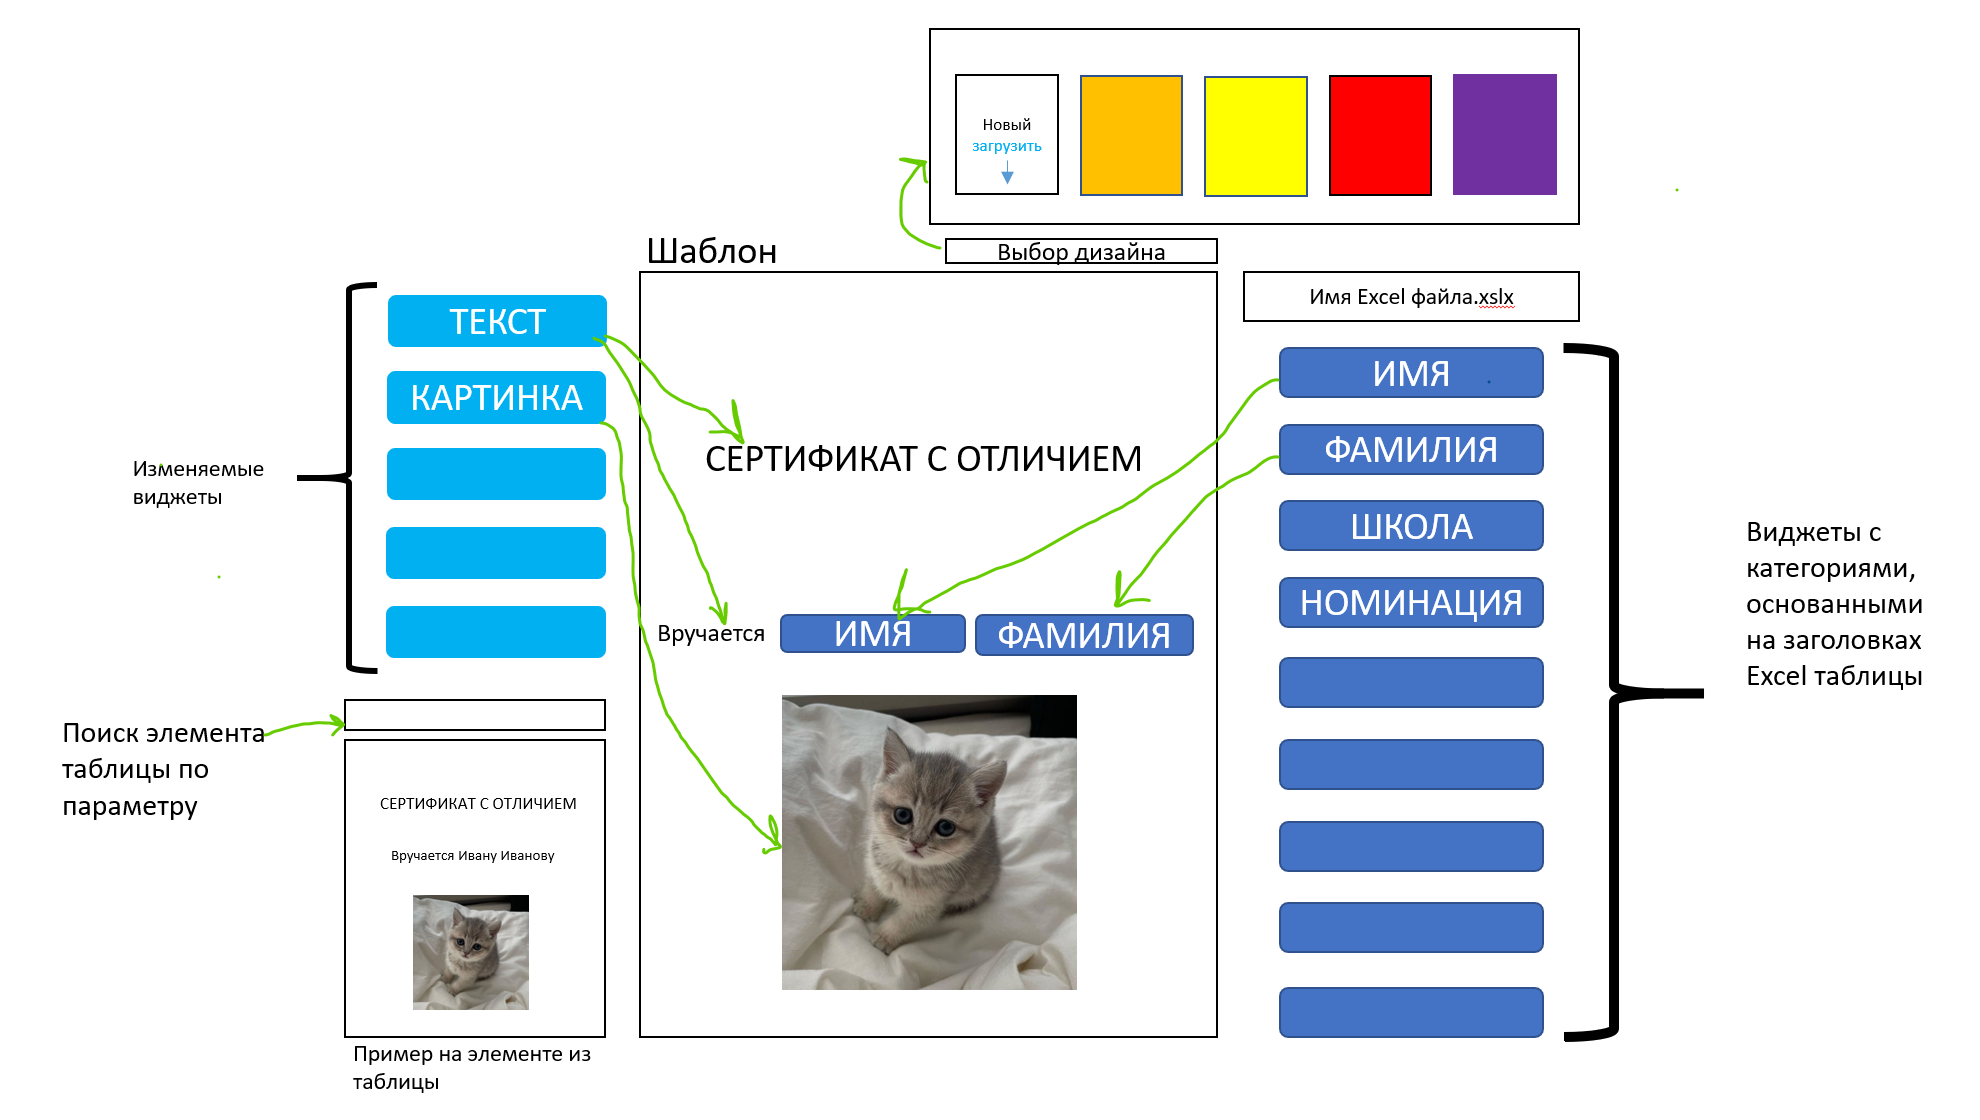 Новый
загрузить
Выбор дизайна
Шаблон
Имя Excel файла.xslx
ТЕКСТ
КАРТИНКА
Изменяемые
виджеты
СЕРТИФИКАТ С ОТЛИЧИЕМ
Вручается ИМЯ ФАМИЛИЯ
ИМЯ
ФАМИЛИЯ
ШКОЛА
НОМИНАЦИЯ
Виджеты с
категориями,
основанными
на заголовках
Excel таблицы
Поиск элемента
таблицы по
параметру
СЕРТИФИКАТ С ОТЛИЧИЕМ
Вручается Ивану Иванову
Пример на элементе из
таблицы